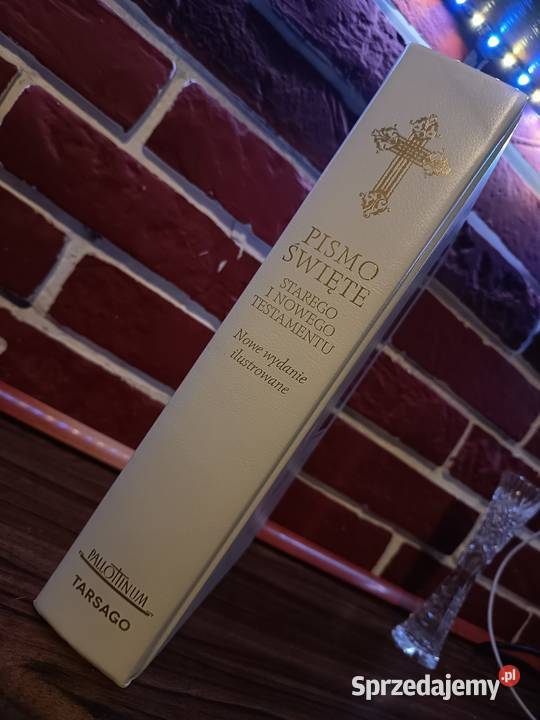 PISMO
ŚWIĘTE
STAREGO
I NOWEGO
TESTAMENTU
Nowe wydanie
ilustrowane
PALLOTTINUM
TARSAGO
Sprzedajemy.pl